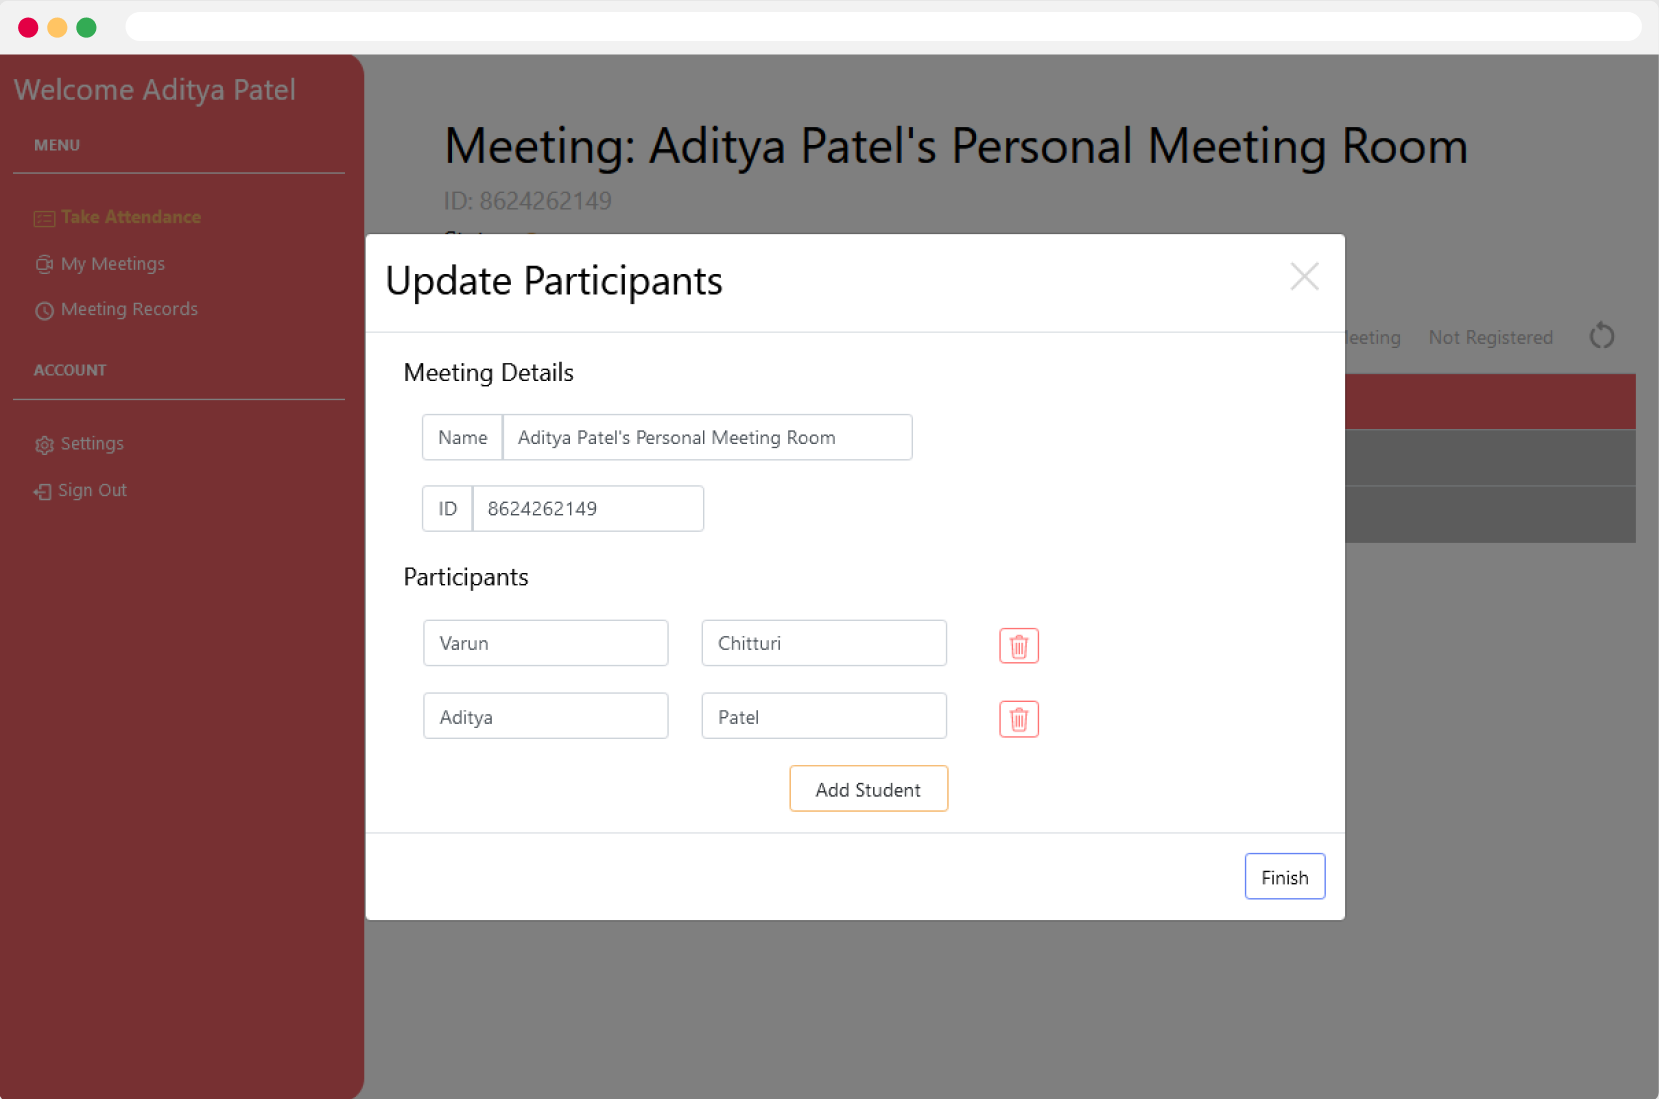 Welcome Aditya Patel
MENU
Take Attendance
My Meetings
Meeting Records
ACCOUNT
Settings
Sign Out
Meeting: Aditya Patel's Personal Meeting Room
ID: 8624262149
Not Registered
Update Participants
Meeting Details
Name Aditya Patel's Personal Meeting Room
ID 8624262149
Participants
Varun Chitturi
Aditya Patel
Add Student
Finish